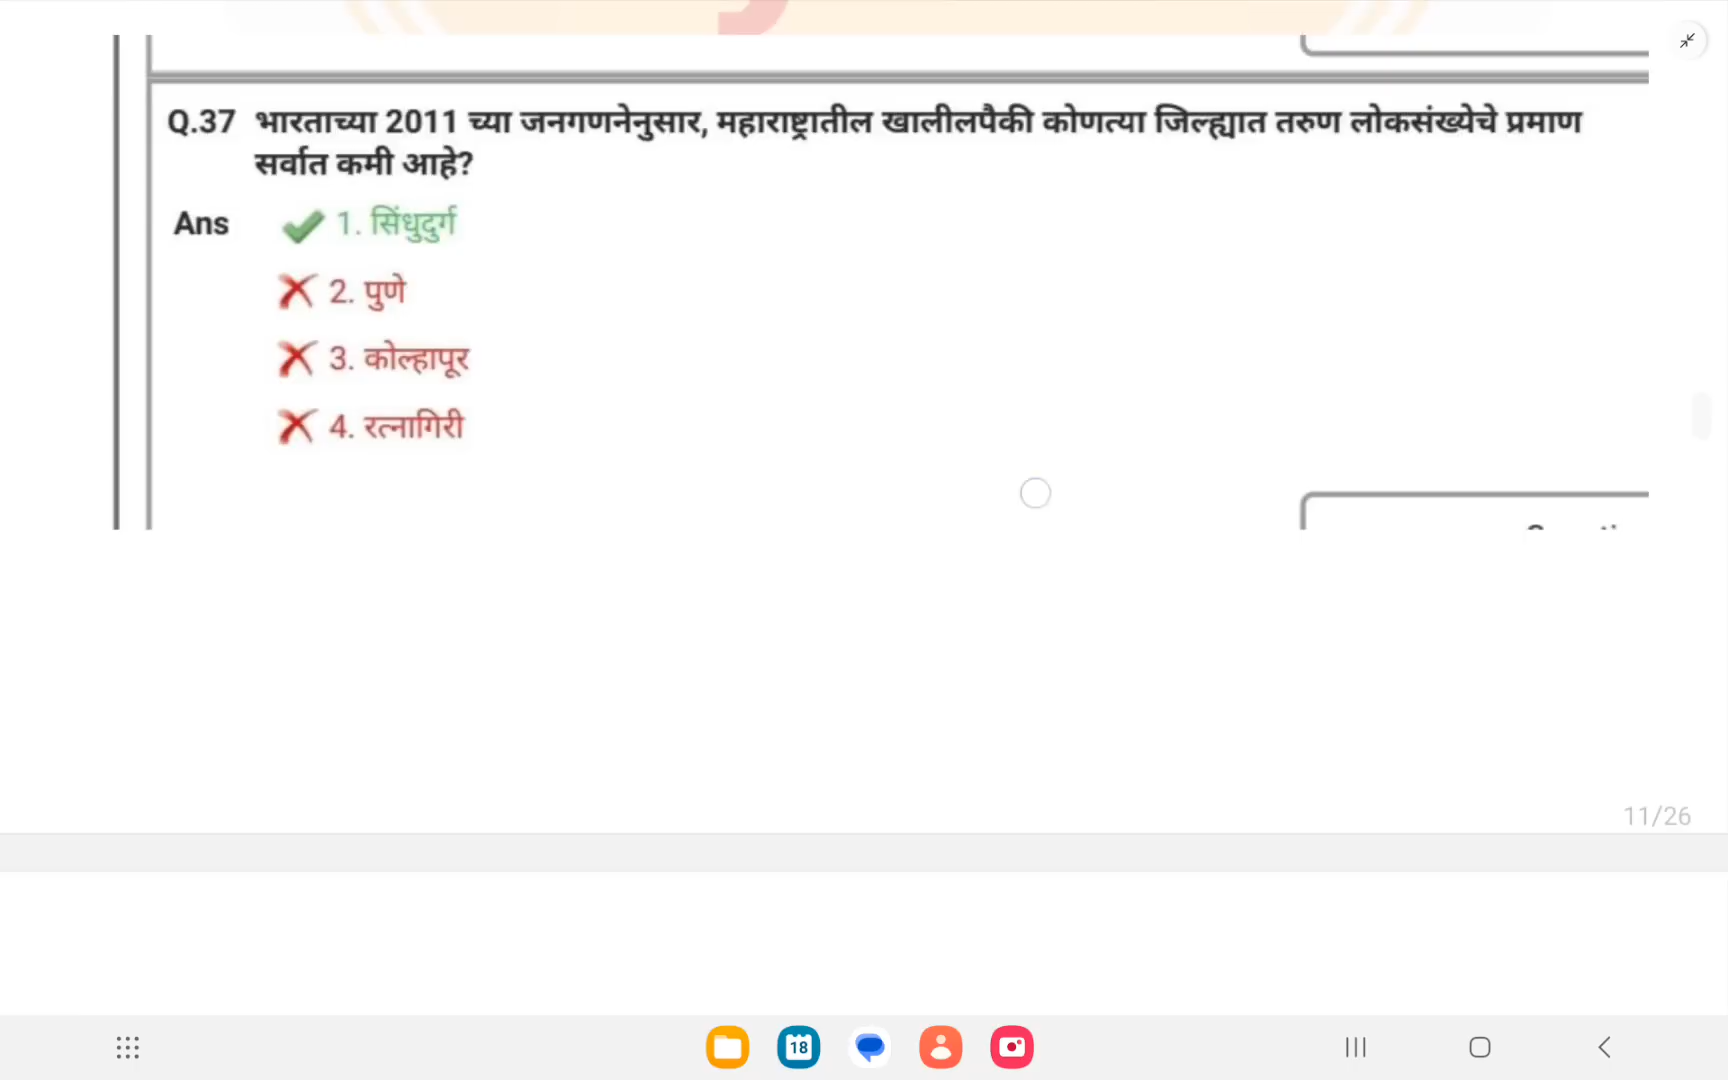 Q.37 भारताच्या 2011 च्या जनगणनेनुसार, महाराष्ट्रातील खालीलपैकी कोणत्या जिल्ह्यात तरुण लोकसंख्येचे प्रमाण
सर्वात कमी आहे?
Ans 1. सिंधुदुर्ग
2. पुणे
3. कोल्हापूर
4. रत्नागिरी
11/26
18